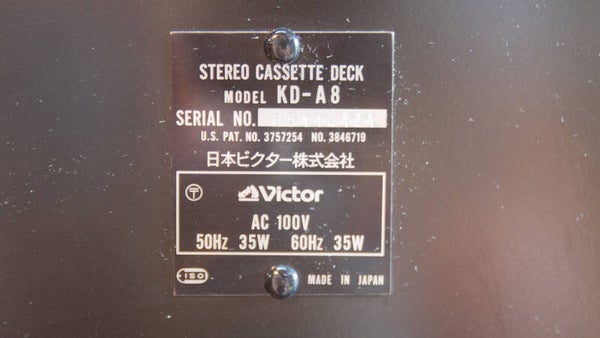 STEREO CASSETTE DECK
MODEL KD-A8
SERIAL NO.
U.S. PAT. NO. 3757254 NO. 3846719
日本ビクター株式会社
〒 Victor
AC 100V
50Hz 35W 60Hz 35W
ISO MADE IN JAPAN